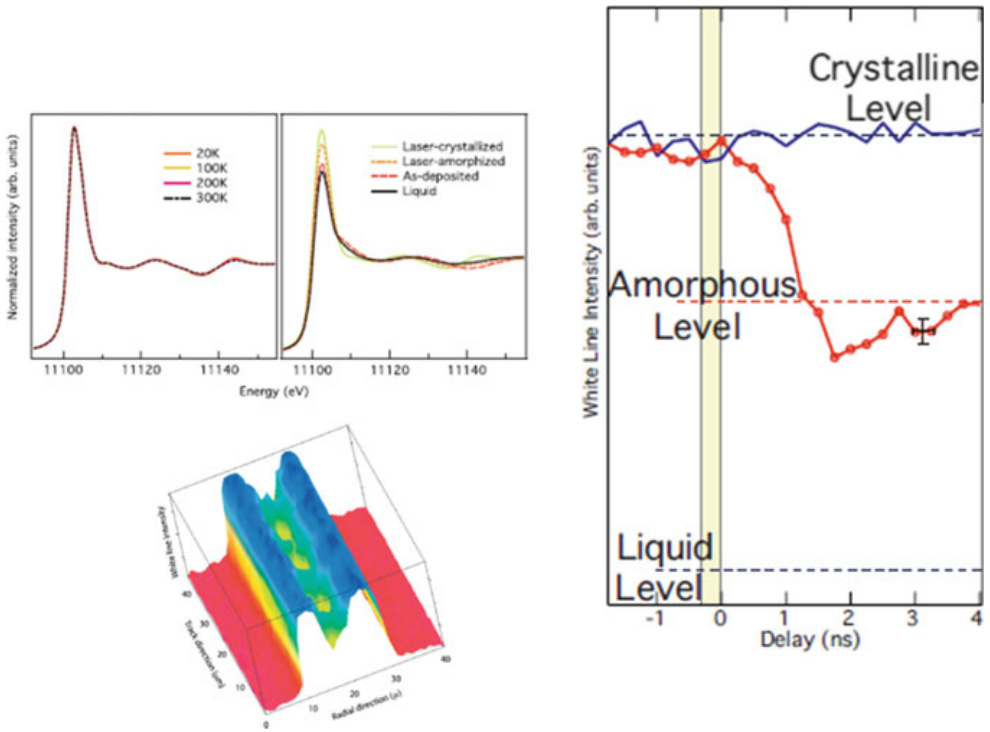 Normalized intensity (arb. units)
20K
100K
200K
300K
Laser-crystallized
Laser-amorphized
As-deposited
Liquid
11100
11120
11140
11100
11120
11140
Energy (eV)
White line intensity
40
30
20
10
Track direction (μm)
0
10
20
30
40
Radial direction (μ)
White Line Intensity (arb. units)
Crystalline
Level
Amorphous
Level
Liquid
Level
-1
0
1
2
3
4
Delay (ns)